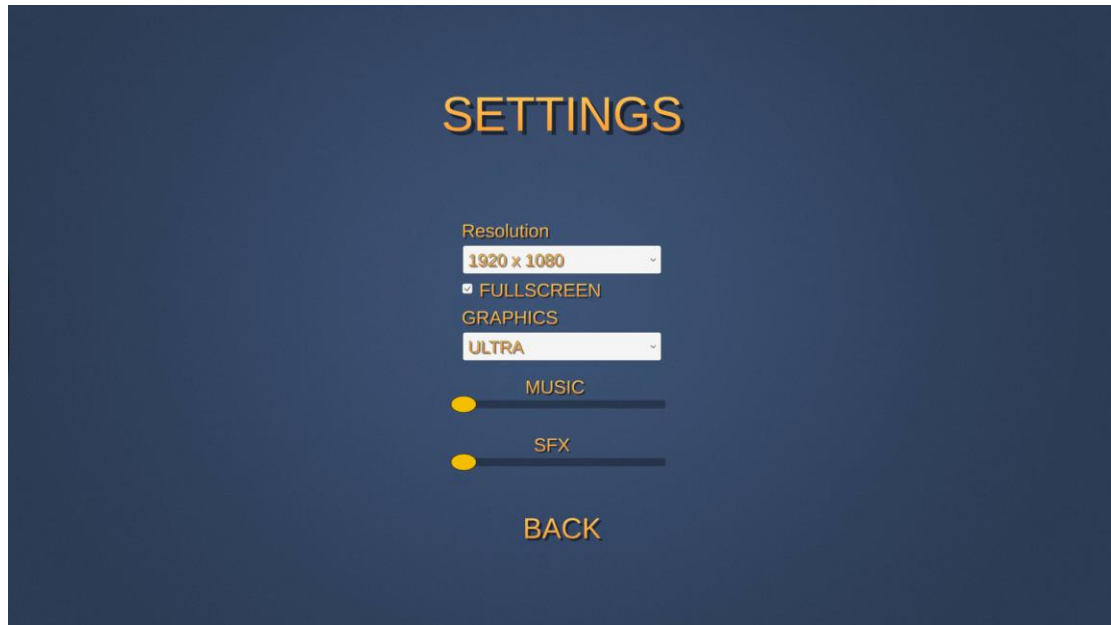 SETTINGS
Resolution
1920 x 1080
FULLSCREEN
GRAPHICS
ULTRA
MUSIC
SFX
BACK